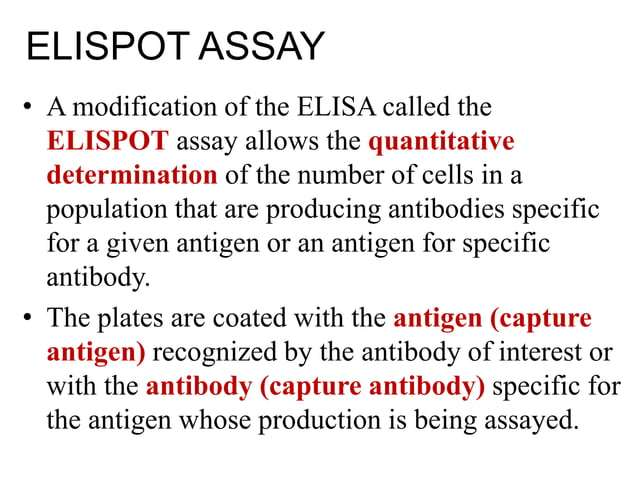 ELISPOT ASSAY
• A modification of the ELISA called the
ELISPOT assay allows the quantitative
determination of the number of cells in a
population that are producing antibodies specific
for a given antigen or an antigen for specific
antibody.
• The plates are coated with the antigen (capture
antigen) recognized by the antibody of interest or
with the antibody (capture antibody) specific for
the antigen whose production is being assayed.